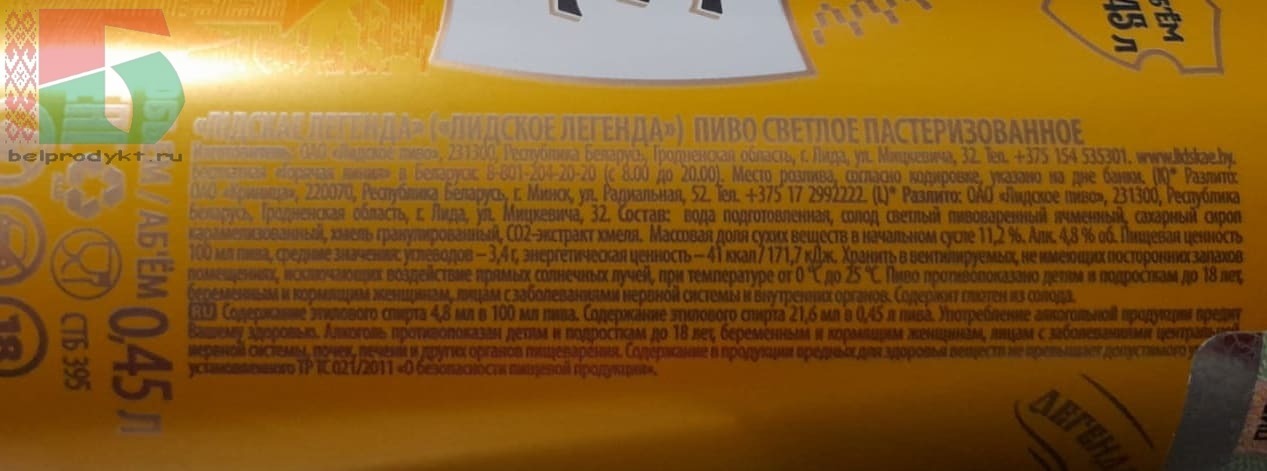 belprodykt.ru
ОБЪЁМ / АБ'ЁМ 0,45 л
СТБ 395
18
45 л
«ЛІДСКАЕ ЛЕГЕНДА» («ЛИДСКОЕ ЛЕГЕНДА») ПИВО СВЕТЛОЕ ПАСТЕРИЗОВАННОЕ
Изготовитель: ОАО «Лидское пиво», 231300, Республика Беларусь, Гродненская область, г. Лида, ул. Мицкевича, 32. Тел. +375 154 535301. www.lidskae.by.
Бесплатная «Горячая линия» в Беларуси: 8-801-204-20-20 (с 8.00 до 20.00). Место розлива, согласно кодировке, указано на дне банки. (K)* Разлито:
ОАО «Криница», 220070, Республика Беларусь, г. Минск, ул. Радиальная, 52. Тел. +375 17 2992222. (L)* Разлито: ОАО «Лидское пиво», 231300, Республика
Беларусь, Гродненская область, г. Лида, ул. Мицкевича, 32. Состав: вода подготовленная, солод светлый пивоваренный ячменный, сахарный сироп
карамелизованный, хмель гранулированный, СО2-экстракт хмеля. Массовая доля сухих веществ в начальном сусле 11,2 %. Алк. 4,8 % об. Пищевая ценность
100 мл пива, средние значения: углеводов – 3,4 г, энергетическая ценность – 41 ккал / 171,7 кДж. Хранить в вентилируемых, не имеющих посторонних запахов
помещениях, исключающих воздействие прямых солнечных лучей, при температуре от 0 °С до 25 °С. Пиво противопоказано детям и подросткам до 18 лет,
беременным и кормящим женщинам, лицам с заболеваниями нервной системы и внутренних органов. Содержит глютен из солода.
RU Содержание этилового спирта 4,8 мл в 100 мл пива. Содержание этилового спирта 21,6 мл в 0,45 л пива. Употребление алкогольной продукции вредит
Вашему здоровью. Алкоголь противопоказан детям и подросткам до 18 лет, беременным и кормящим женщинам, лицам с заболеваниями центральной
нервной системы, почек, печени и других органов пищеварения. Содержание в продукции вредных для здоровья веществ не превышает допустимого
установленного ТР ТС 021/2011 «О безопасности пищевой продукции».
ЛЕГЕНД